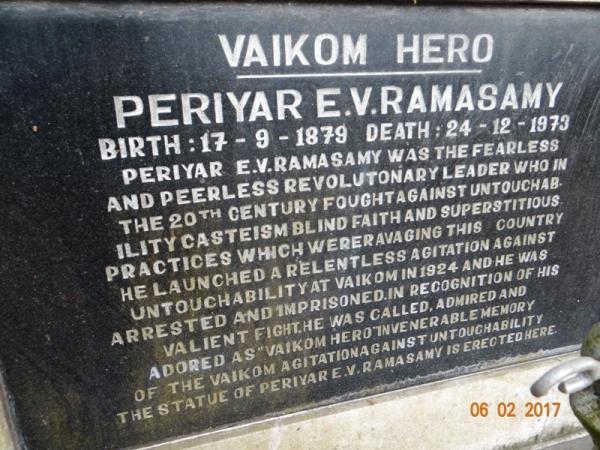 VAIKOM HERO
PERIYAR E.V.RAMASAMY
BIRTH : 17 - 9 - 1879 DEATH : 24 - 12 - 1973
PERIYAR E.V.RAMASAMY WAS THE FEARLESS
AND PEERLESS REVOLUTIONARY LEADER WHO IN
THE 20TH CENTURY FOUGHT AGAINST UNTOUCHAB-
ILITY CASTEISM BLIND FAITH AND SUPERSTITIOUS
PRACTICES WHICH WERE RAVAGING THIS COUNTRY
HE LAUNCHED A RELENTLESS AGITATION AGAINST
UNTOUCHABILITY AT VAIKOM IN 1924 AND HE WAS
ARRESTED AND IMPRISONED. IN RECOGNITION OF HIS
VALIENT FIGHT, HE WAS CALLED, ADMIRED AND
ADORED AS "VAIKOM HERO" IN VENERABLE MEMORY
OF THE VAIKOM AGITATION AGAINST UNTOUCHABILITY
THE STATUE OF PERIYAR E.V. RAMASAMY IS ERECTED HERE.
06 02 2017